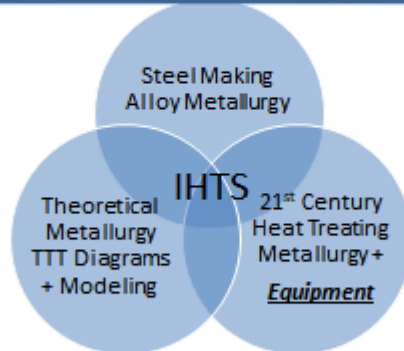 Steel Making
Alloy Metallurgy
IHTS
Theoretical
Metallurgy
TTT Diagrams
+ Modeling
21st Century
Heat Treating
Metallurgy +
Equipment